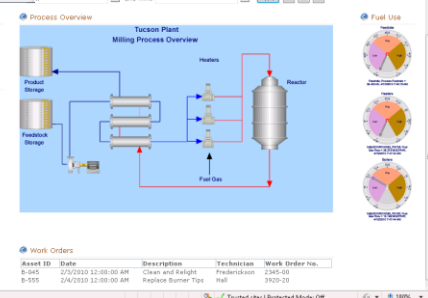 Process Overview
Fuel Use
Tucson Plant
Milling Process Overview
Heaters
Product
Storage
Reactor
Feedstock
Storage
Fuel Gas
Work Orders
Asset ID Date Description Technician Work Order No.
B-845 2/3/2010 12:00:00 AM Clean and Relight Frederickson 2345-00
B-555 2/4/2010 12:00:00 AM Replace Burner Tips Hall 3920-20
Trusted sites | Protected Mode: Off
100%